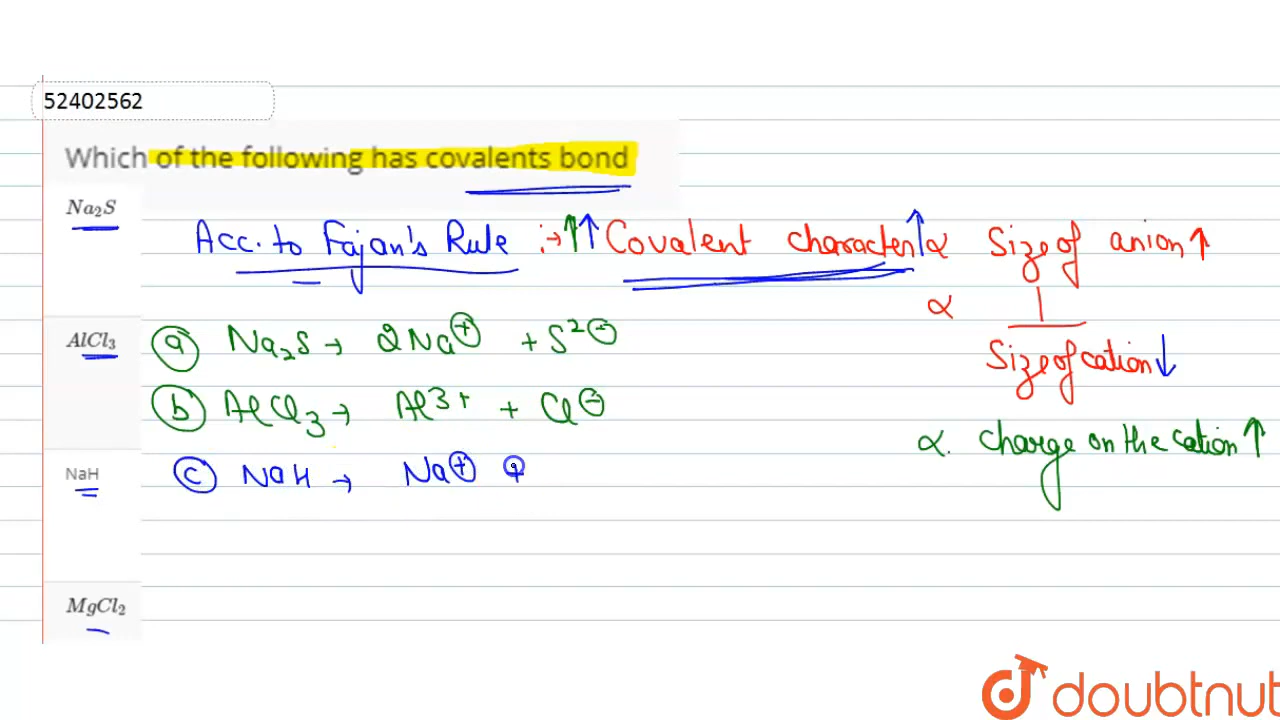 52402562
Which of the following has covalents bond
Na₂S
Acc. to Fajan's Rule :→ ↑↑ Covalent character↑ ∝ Size of anion ↑
∝ 1
Size of cation ↓
AlCl₃
ⓐ Na₂S → 2Na⊕ + S²⊖
ⓑ AlCl₃ → Al³⁺ + Cl⊖
∝. Charge on the cation ↑
NaH
ⓒ NaH → Na⊕
MgCl₂
doubtnut